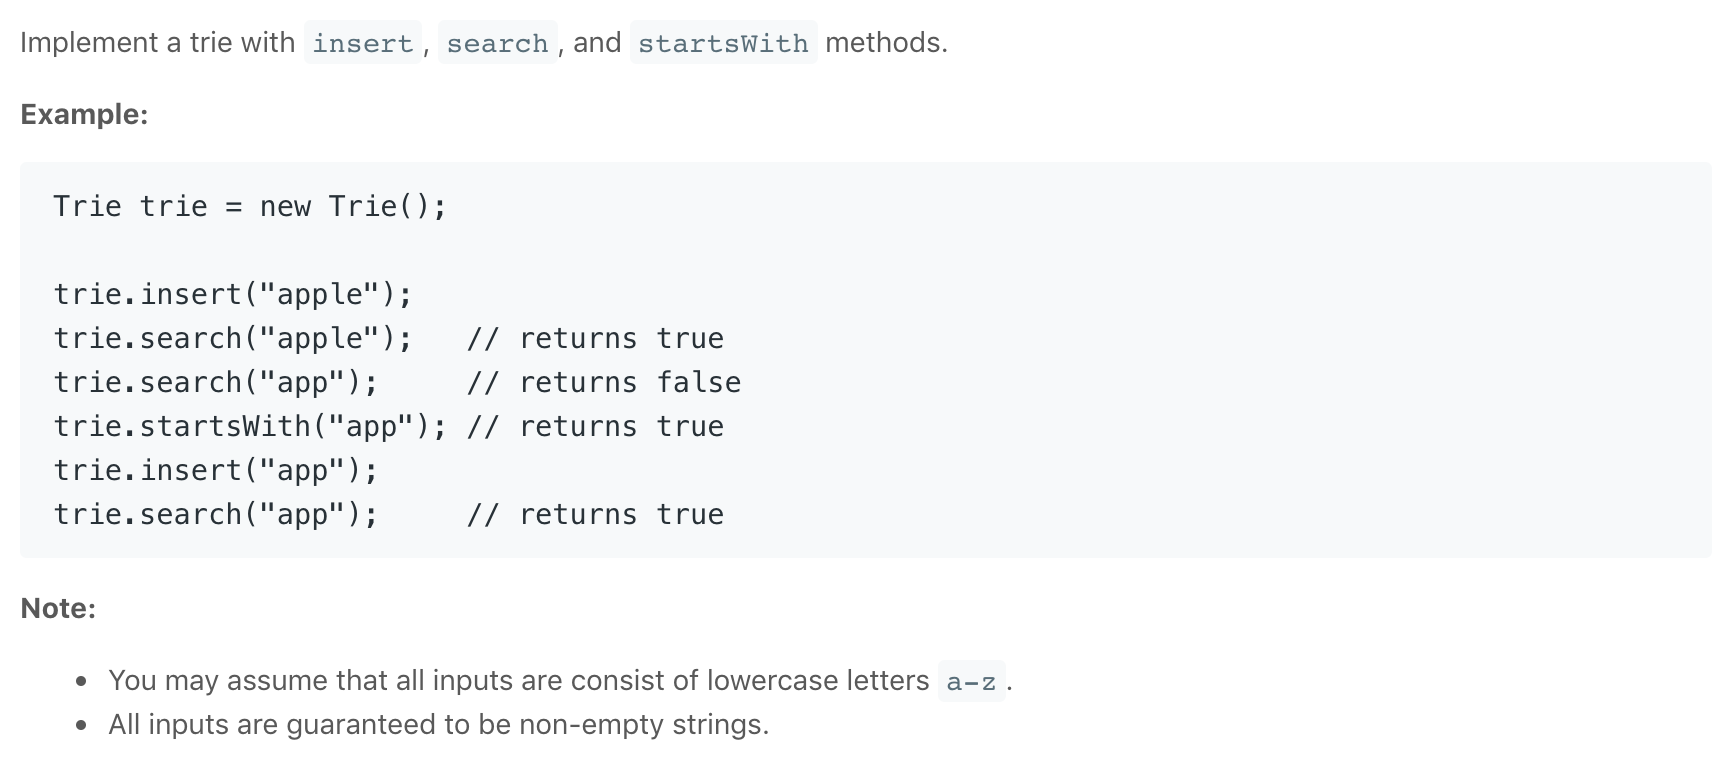 Implement a trie with insert, search, and startsWith methods.
Example:
Trie trie = new Trie();
trie.insert("apple");
trie.search("apple");   // returns true
trie.search("app");     // returns false
trie.startsWith("app"); // returns true
trie.insert("app");
trie.search("app");     // returns true
Note:
• You may assume that all inputs are consist of lowercase letters a-z.
• All inputs are guaranteed to be non-empty strings.